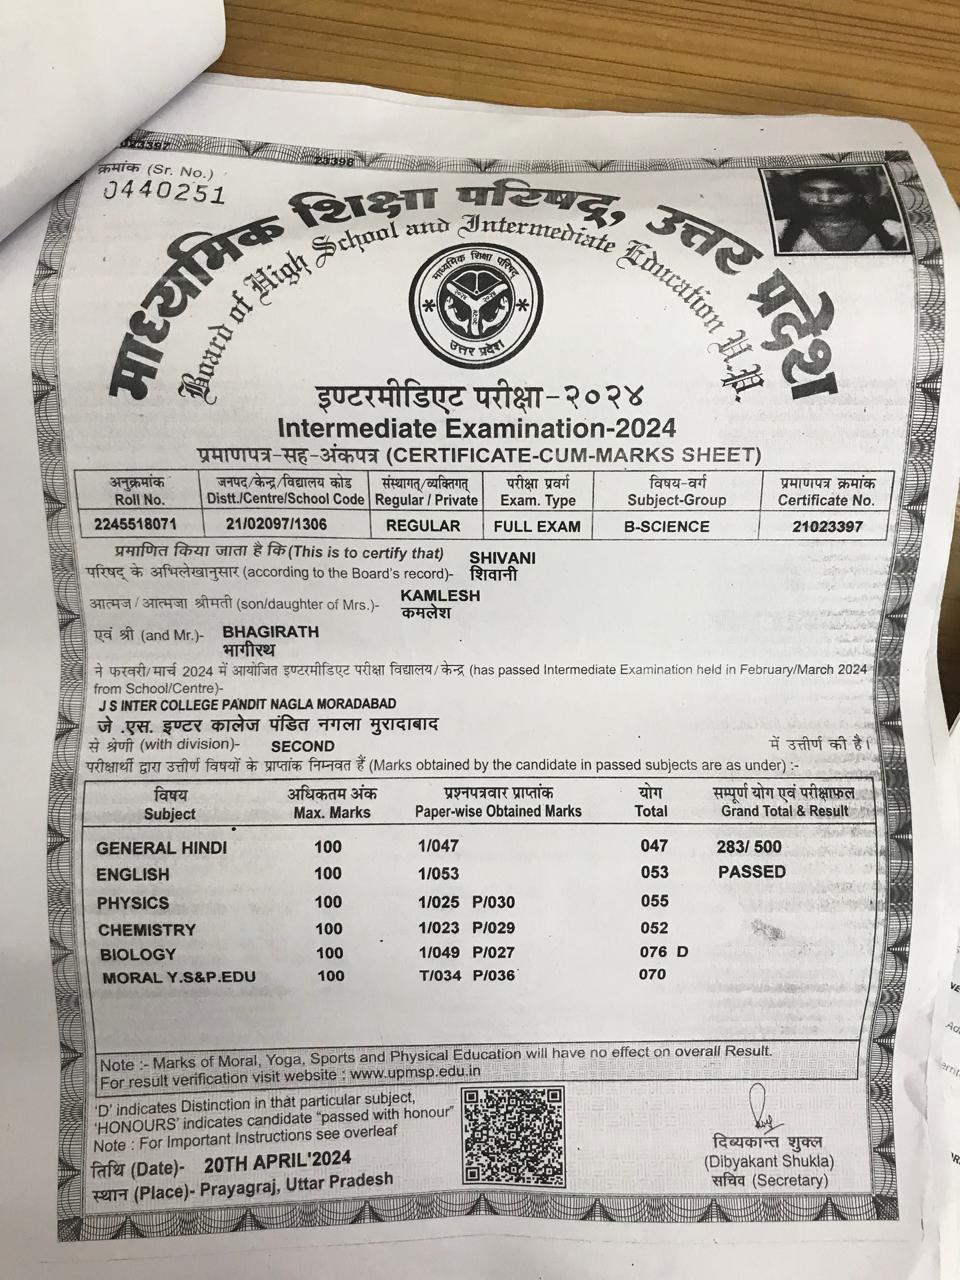 23396
क्रमांक (Sr. No.)
0440251
माध्यमिक शिक्षा परिषद्, उत्तर प्रदेश
Board of High School and Intermediate Education U.P.
माध्यमिक शिक्षा परिषद्
उत्तर प्रदेश
इण्टरमीडिएट परीक्षा-२०२४
Intermediate Examination-2024
प्रमाणपत्र-सह-अंकपत्र (CERTIFICATE-CUM-MARKS SHEET)
अनुक्रमांक जनपद/केन्द्र/विद्यालय कोड संस्थागत्/व्यक्तिगत् परीक्षा प्रवर्ग विषय-वर्ग प्रमाणपत्र क्रमांक
Roll No. Distt./Centre/School Code Regular / Private Exam. Type Subject-Group Certificate No.
2245518071 21/02097/1306 REGULAR FULL EXAM B-SCIENCE 21023397
प्रमाणित किया जाता है कि (This is to certify that) SHIVANI
परिषद के अभिलेखानुसार (according to the Board's record)- शिवानी
आत्मज/आत्मजा श्रीमती (son/daughter of Mrs.)- KAMLESH
कमलेश
एवं श्री (and Mr.)- BHAGIRATH
भागीरथ
ने फरवरी/मार्च 2024 में आयोजित इण्टरमीडिएट परीक्षा विद्यालय/केन्द्र (has passed Intermediate Examination held in February/March 2024
from School/Centre)-
J S INTER COLLEGE PANDIT NAGLA MORADABAD
जे .एस. इण्टर कालेज पंडित नगला मुरादाबाद
से श्रेणी (with division)- SECOND में उत्तीर्ण की है।
परीक्षार्थी द्वारा उत्तीर्ण विषयों के प्राप्तांक निम्नवत हैं (Marks obtained by the candidate in passed subjects are as under) :-
विषय अधिकतम अंक प्रश्नपत्रवार प्राप्तांक योग सम्पूर्ण योग एवं परीक्षाफल
Subject Max. Marks Paper-wise Obtained Marks Total Grand Total & Result
GENERAL HINDI 100 1/047 047 283/ 500
ENGLISH 100 1/053 053 PASSED
PHYSICS 100 1/025 P/030 055
CHEMISTRY 100 1/023 P/029 052
BIOLOGY 100 1/049 P/027 076 D
MORAL Y.S&P.EDU 100 T/034 P/036 070
Note :- Marks of Moral, Yoga, Sports and Physical Education will have no effect on overall Result.
For result verification visit website : www.upmsp.edu.in
'D' indicates Distinction in that particular subject,
'HONOURS' indicates candidate "passed with honour"
Note : For Important Instructions see overleaf
तिथि (Date)- 20TH APRIL'2024
स्थान (Place)- Prayagraj, Uttar Pradesh
दिव्यकान्त शुक्ल
(Dibyakant Shukla)
सचिव (Secretary)